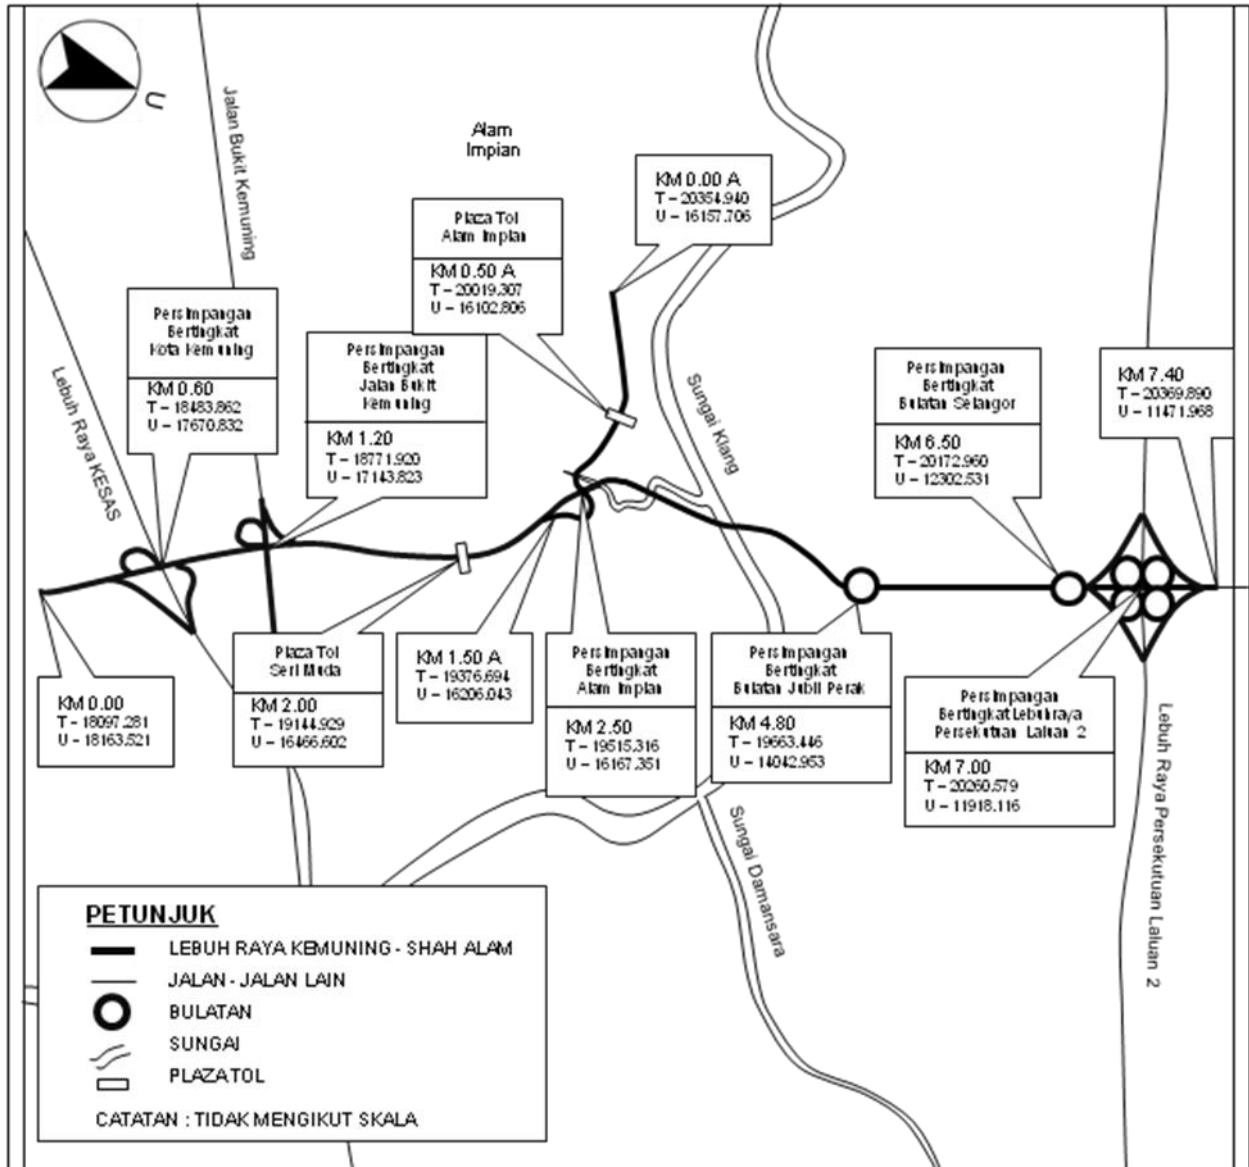 U
Jalan Bukit Kemuning
Alam
Impian
KM 0.00 A
T - 20354.940
U - 16157.706
Plaza Tol
Alam Impian
KM 0.50 A
T - 20019.307
U - 16102.806
Persimpangan
Bertingkat
Kota Kemuning
KM 0.60
T - 18483.862
U - 17670.832
Persimpangan
Bertingkat
Jalan Bukit
Kemuning
KM 1.20
T - 18771.920
U - 17143.823
Lebuh Raya KESAS
Sungai Klang
Persimpangan
Bertingkat
Bulatan Selangor
KM 6.50
T - 20172.960
U - 12302.531
KM 7.40
T - 20369.890
U - 11471.968
KM 0.00
T - 18097.281
U - 18163.521
Plaza Tol
Seri Muda
KM 2.00
T - 19144.929
U - 16466.602
KM 1.50 A
T - 19376.694
U - 16206.043
Persimpangan
Bertingkat
Alam Impian
KM 2.50
T - 19515.316
U - 16167.351
Persimpangan
Bertingkat
Bulatan Jubli Perak
KM 4.80
T - 19663.446
U - 14042.953
Persimpangan
Bertingkat Lebuhraya
Persekutuan Laluan 2
KM 7.00
T - 20260.579
U - 11918.116
Lebuh Raya Persekutuan Laluan 2
Sungai Damansara
PETUNJUK
LEBUH RAYA KEMUNING - SHAH ALAM
JALAN - JALAN LAIN
BULATAN
SUNGAI
PLAZA TOL
CATATAN : TIDAK MENGIKUT SKALA